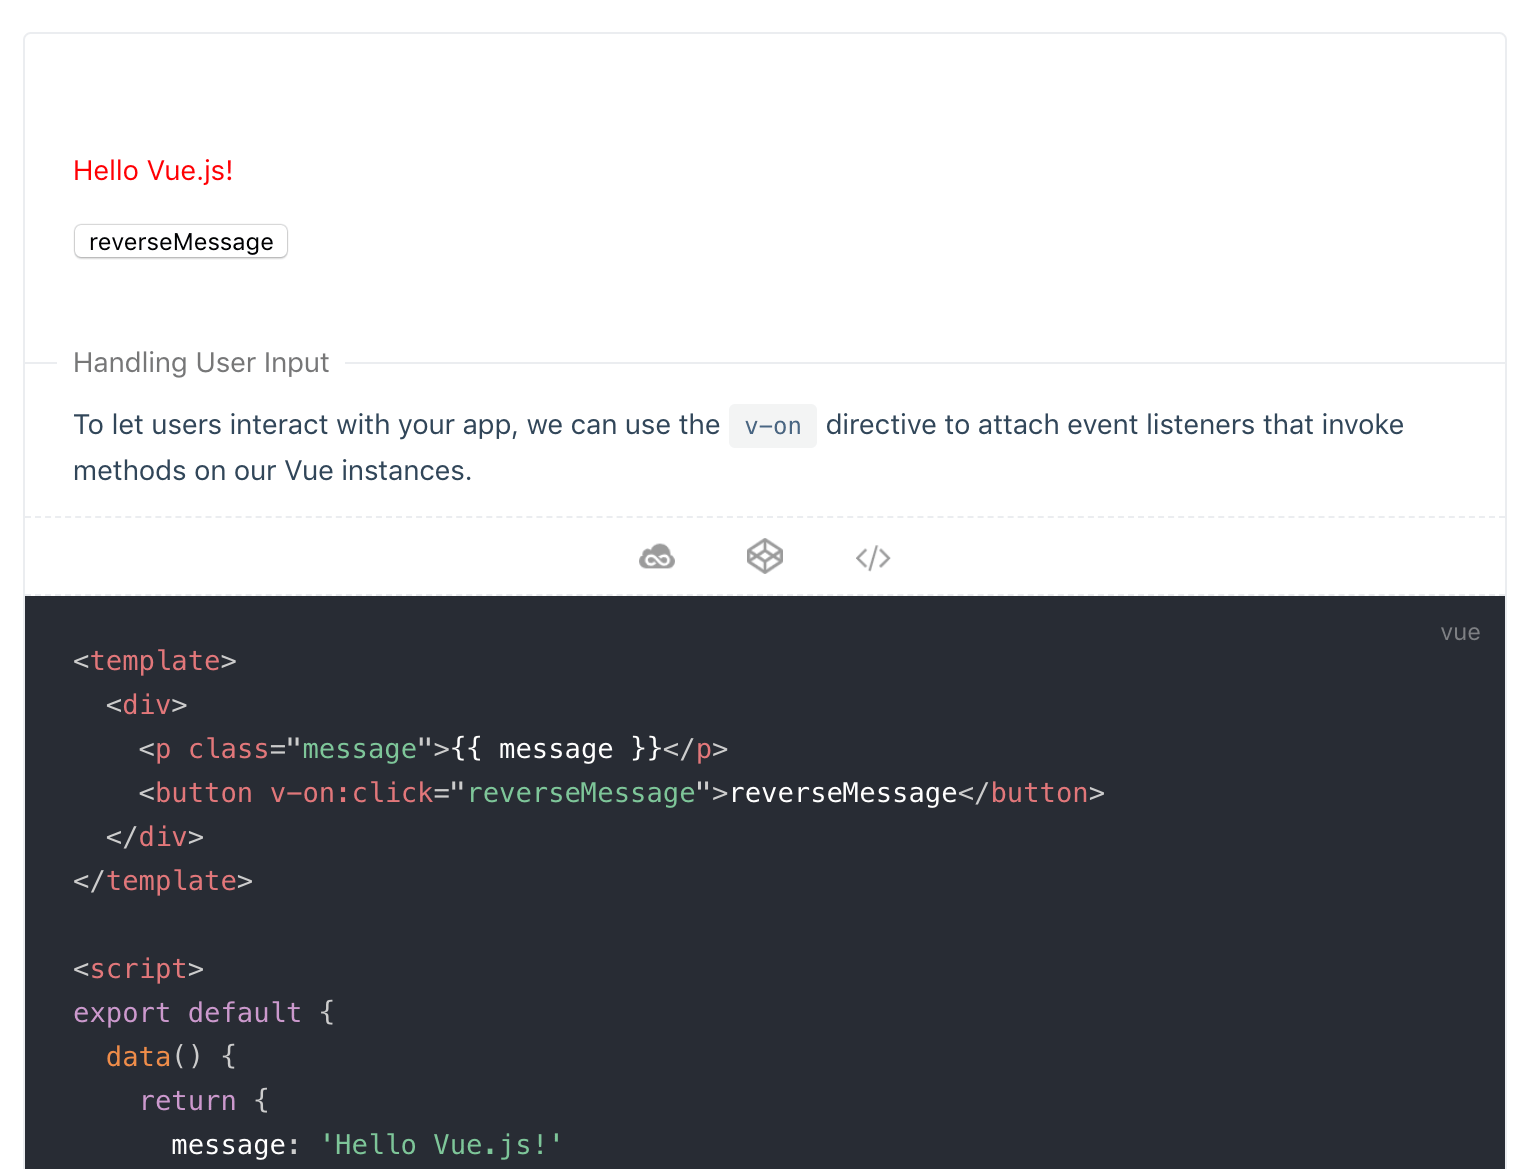 Hello Vue.js!
reverseMessage
Handling User Input
To let users interact with your app, we can use the v-on directive to attach event listeners that invoke
methods on our Vue instances.
vue
<template>
  <div>
    <p class="message">{{ message }}</p>
    <button v-on:click="reverseMessage">reverseMessage</button>
  </div>
</template>

<script>
export default {
  data() {
    return {
      message: 'Hello Vue.js!'